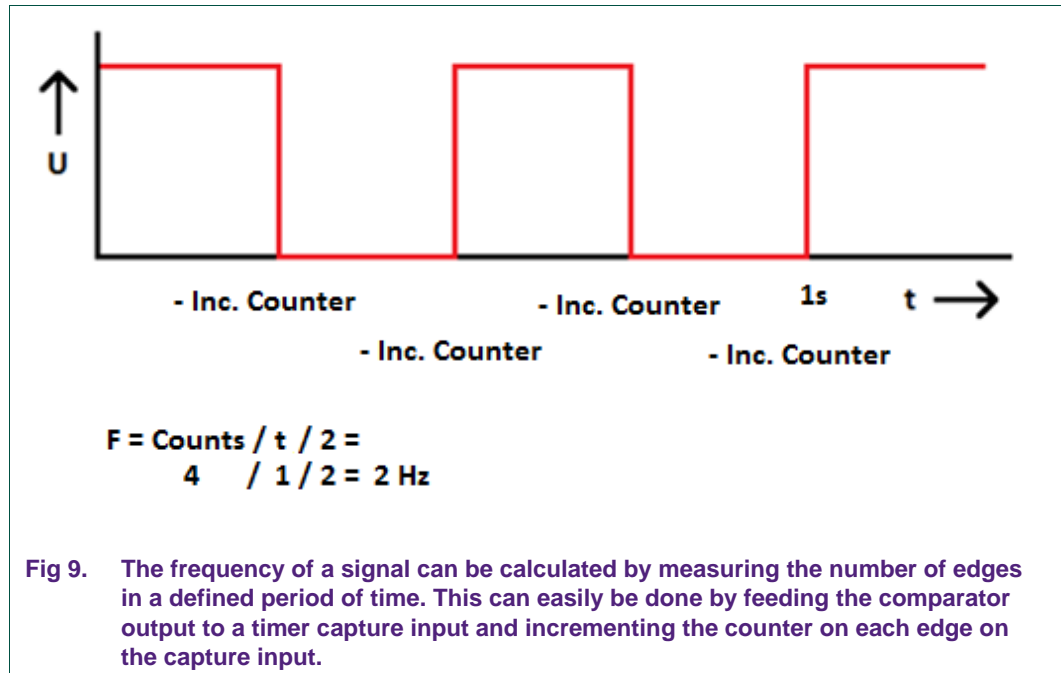 U
- Inc. Counter
- Inc. Counter
1s
t
- Inc. Counter
- Inc. Counter
F = Counts / t / 2 =
4 / 1 / 2 = 2 Hz
Fig 9. The frequency of a signal can be calculated by measuring the number of edges
in a defined period of time. This can easily be done by feeding the comparator
output to a timer capture input and incrementing the counter on each edge on
the capture input.